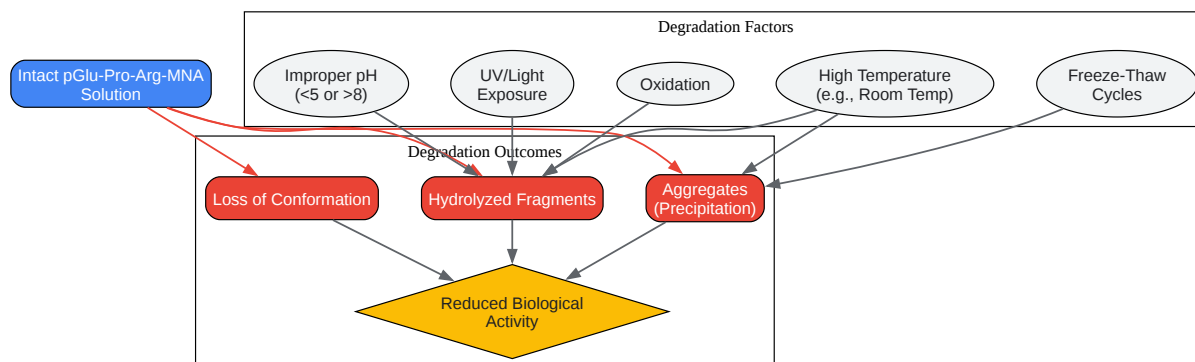 Degradation Factors
Intact pGlu-Pro-Arg-MNA
Solution
Improper pH
(<5 or >8)
UV/Light
Exposure
Oxidation
High Temperature
(e.g., Room Temp)
Freeze-Thaw
Cycles
Degradation Outcomes
Loss of Conformation
Hydrolyzed Fragments
Aggregates
(Precipitation)
Reduced Biological
Activity